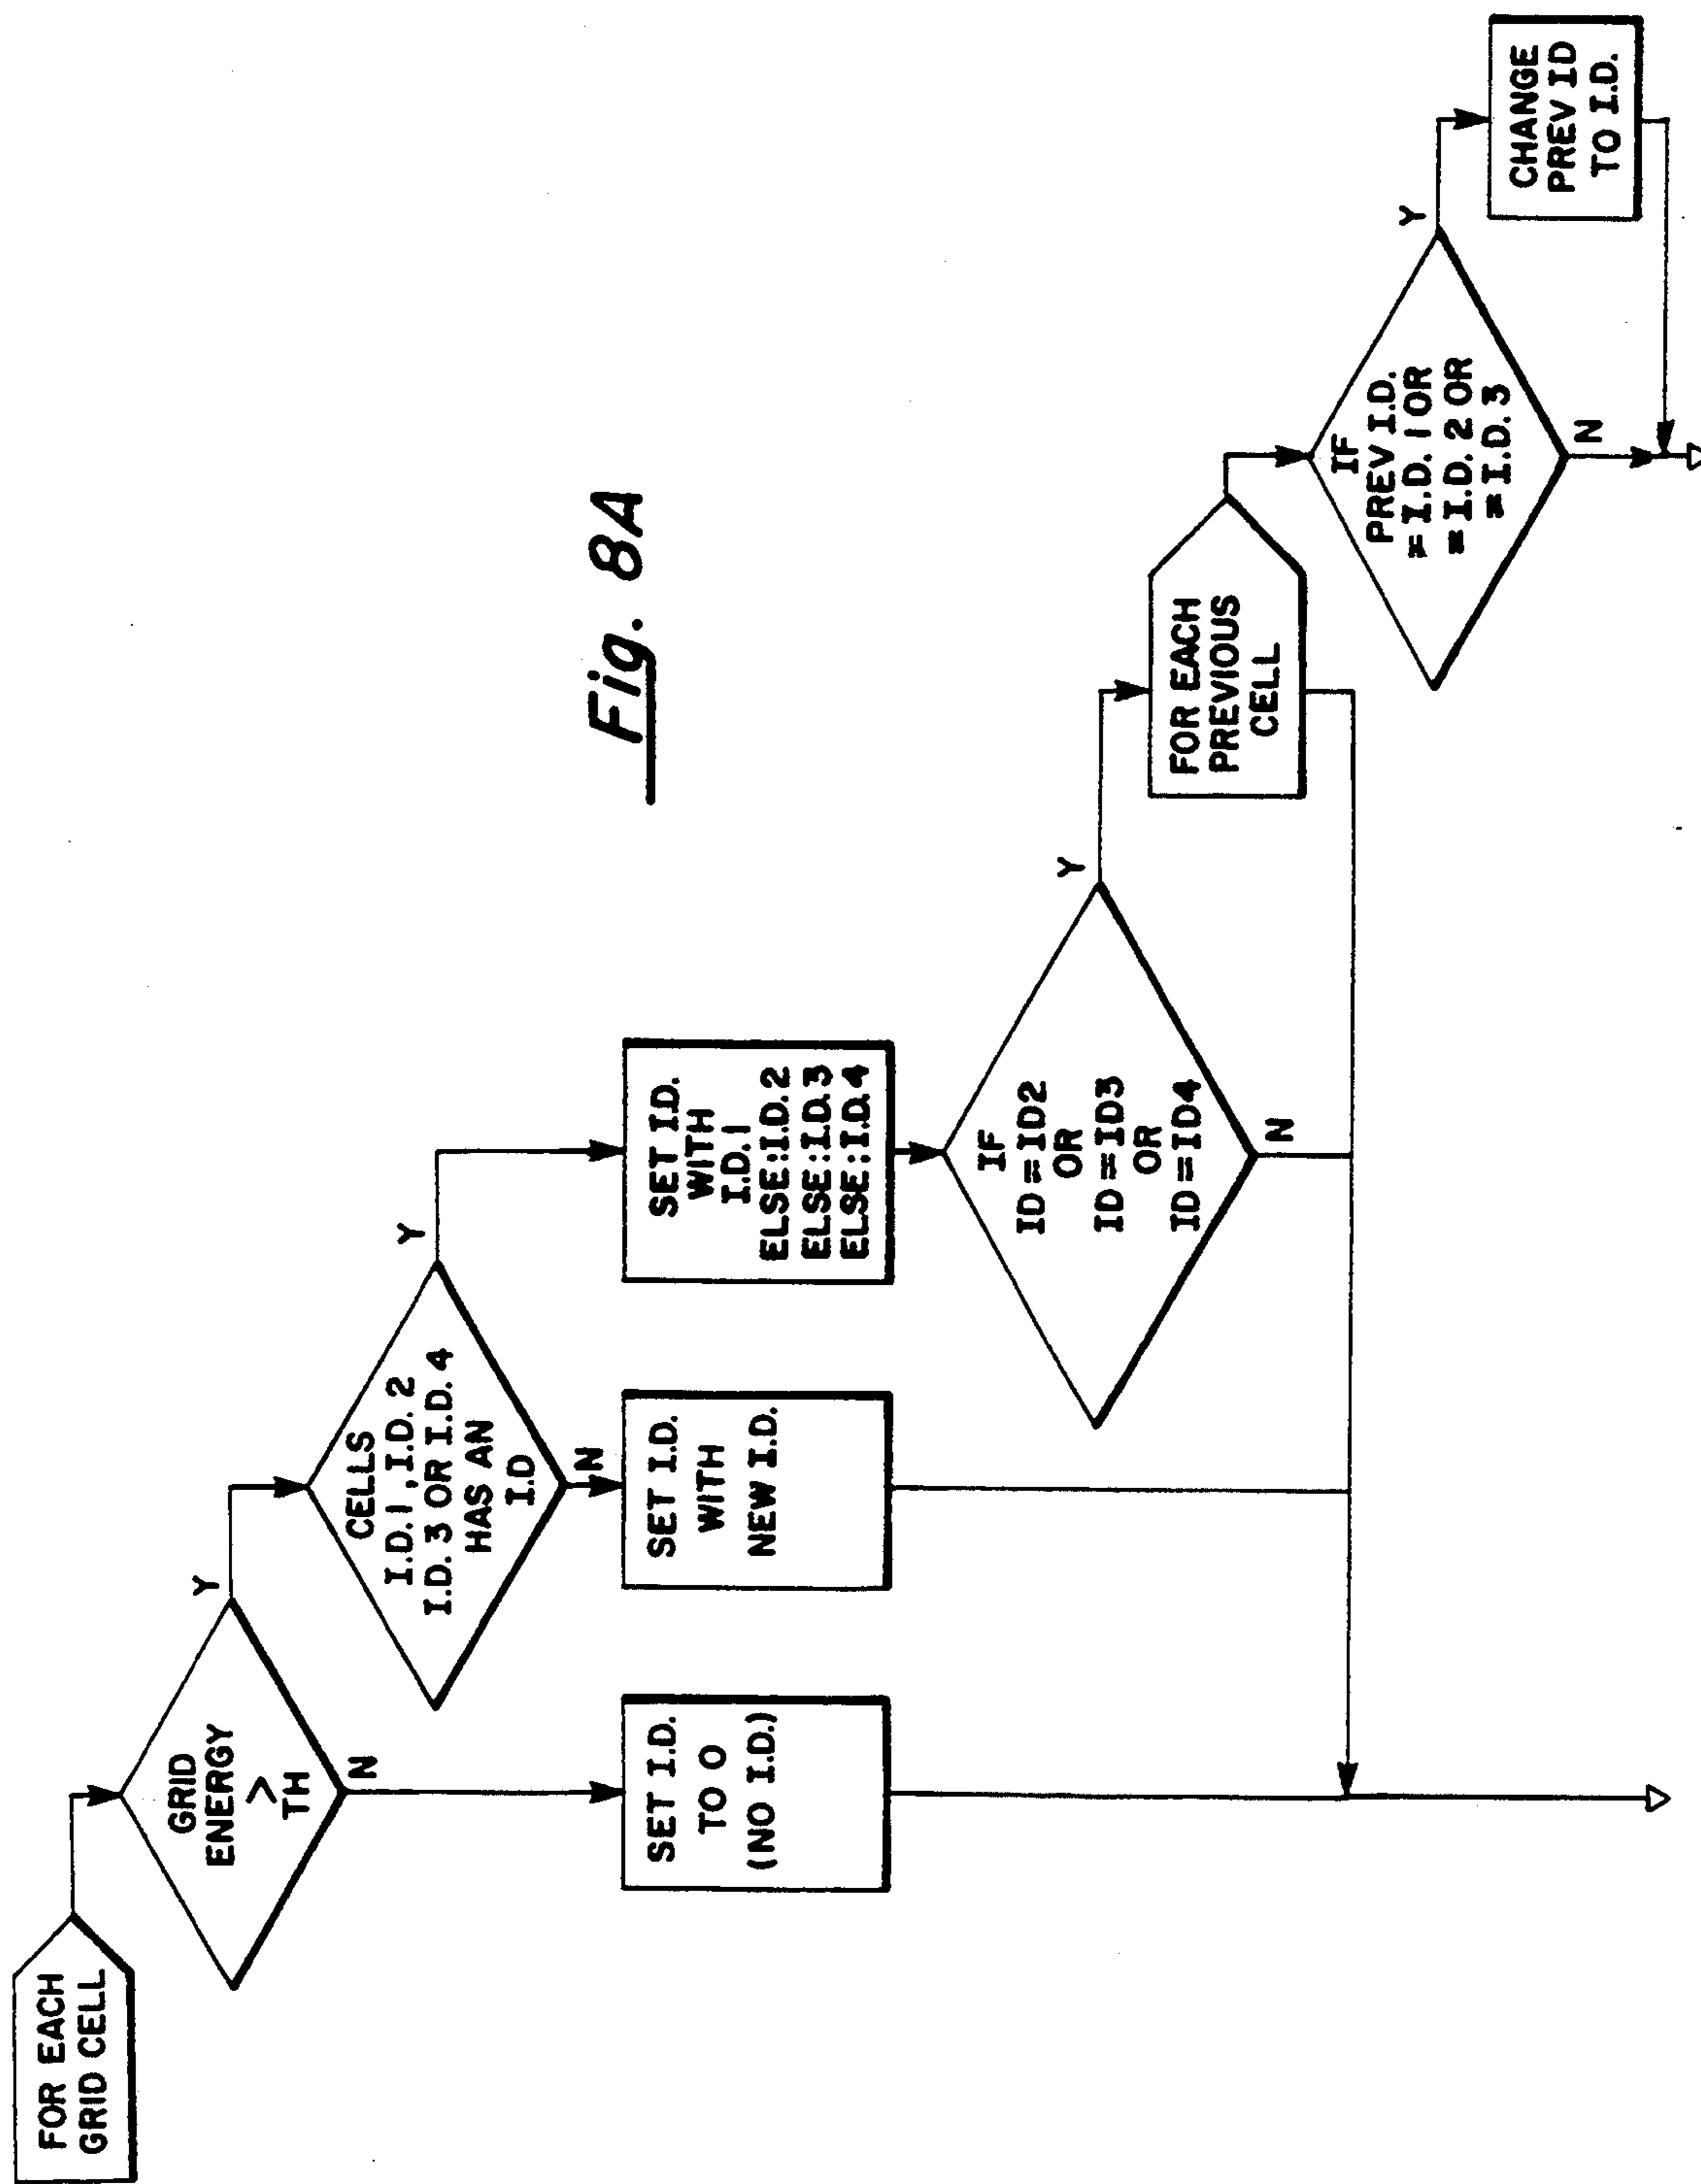 Fig. 8A
FOR EACH
GRID CELL
GRID
ENERGY
>
TH
Y
N
SET I.D.
TO O
(NO I.D.)
CELLS
I.D. 1, I.D. 2
I.D. 3 OR I.D. 4
HAS AN
I.D
Y
N
SET I.D.
WITH
NEW I.D.
SET I.D.
WITH
I.D.1
ELSE:I.D. 2
ELSE:I.D. 3
ELSE:I.D. 4
IF
ID=ID2
OR
ID=ID3
OR
ID=ID4
Y
N
FOR EACH
PREVIOUS
CELL
IF
PREV I.D.
= I.D. 1 OR
= I.D. 2 OR
= I.D. 3
Y
N
CHANGE
PREV ID
TO I.D.